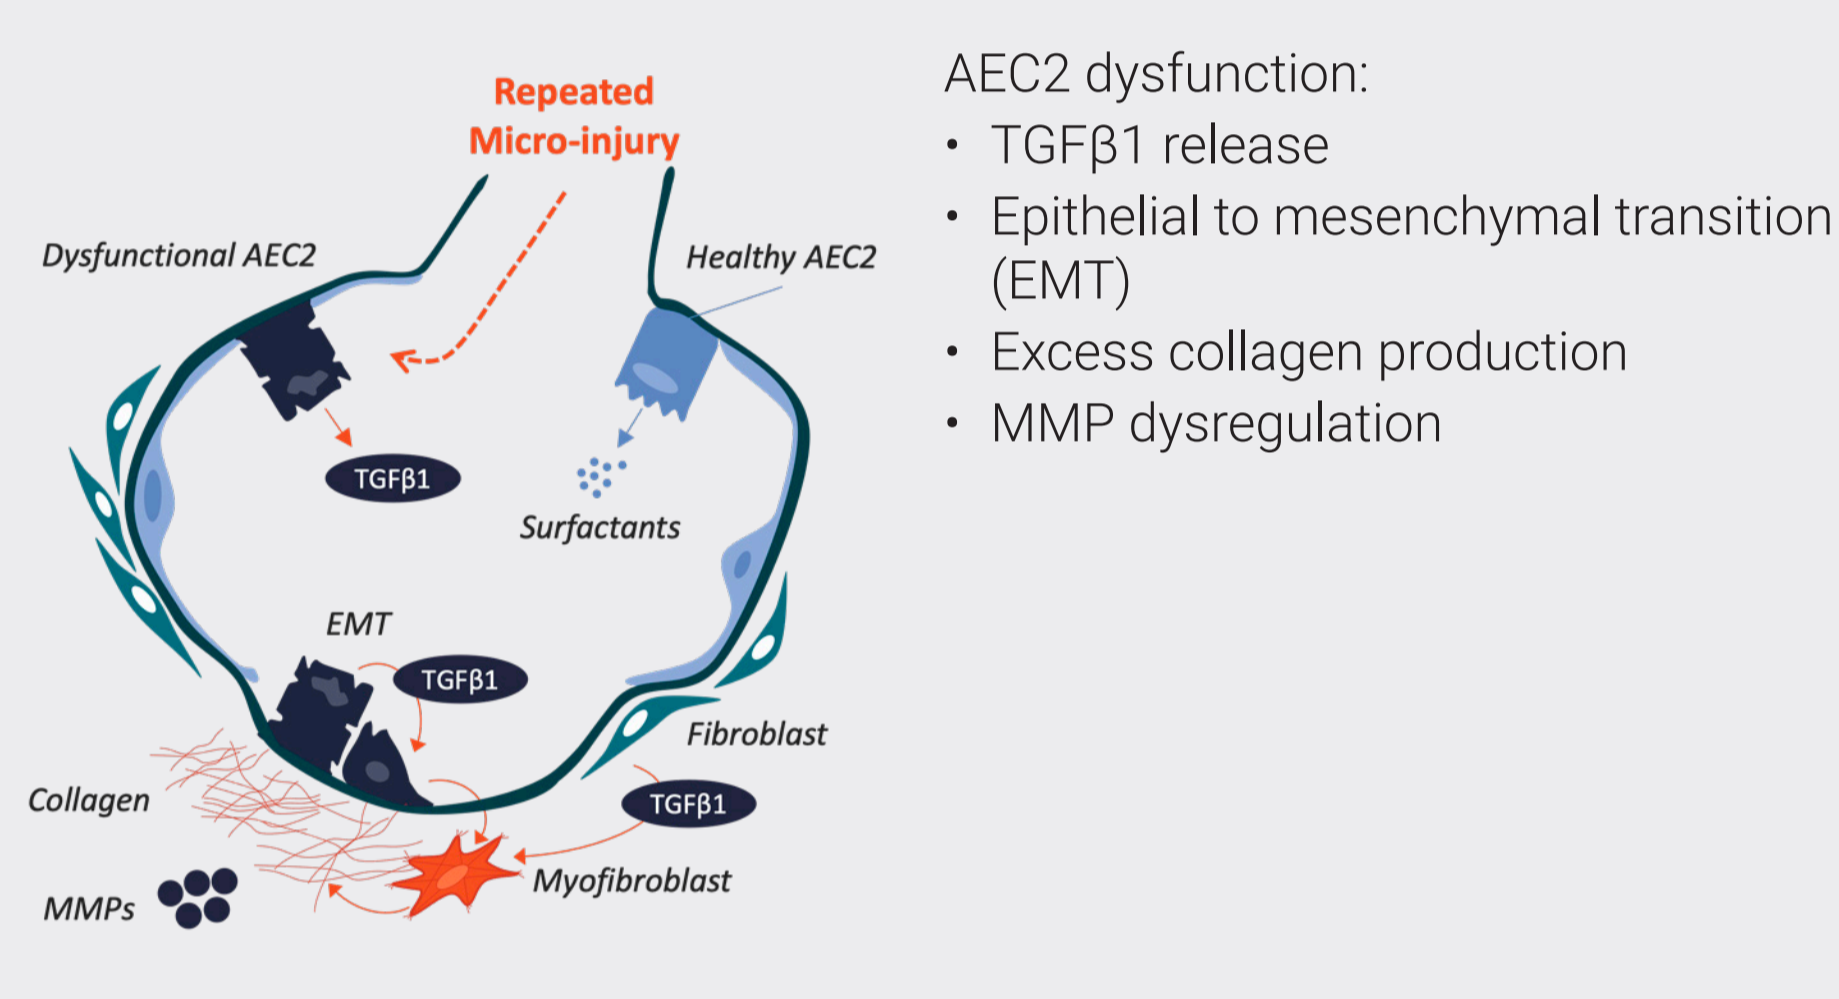 Repeated
Micro-injury
Dysfunctional AEC2
Healthy AEC2
TGFβ1
Surfactants
EMT
TGFβ1
Fibroblast
Collagen
TGFβ1
Myofibroblast
MMPs
AEC2 dysfunction:
• TGFβ1 release
• Epithelial to mesenchymal transition
(EMT)
• Excess collagen production
• MMP dysregulation